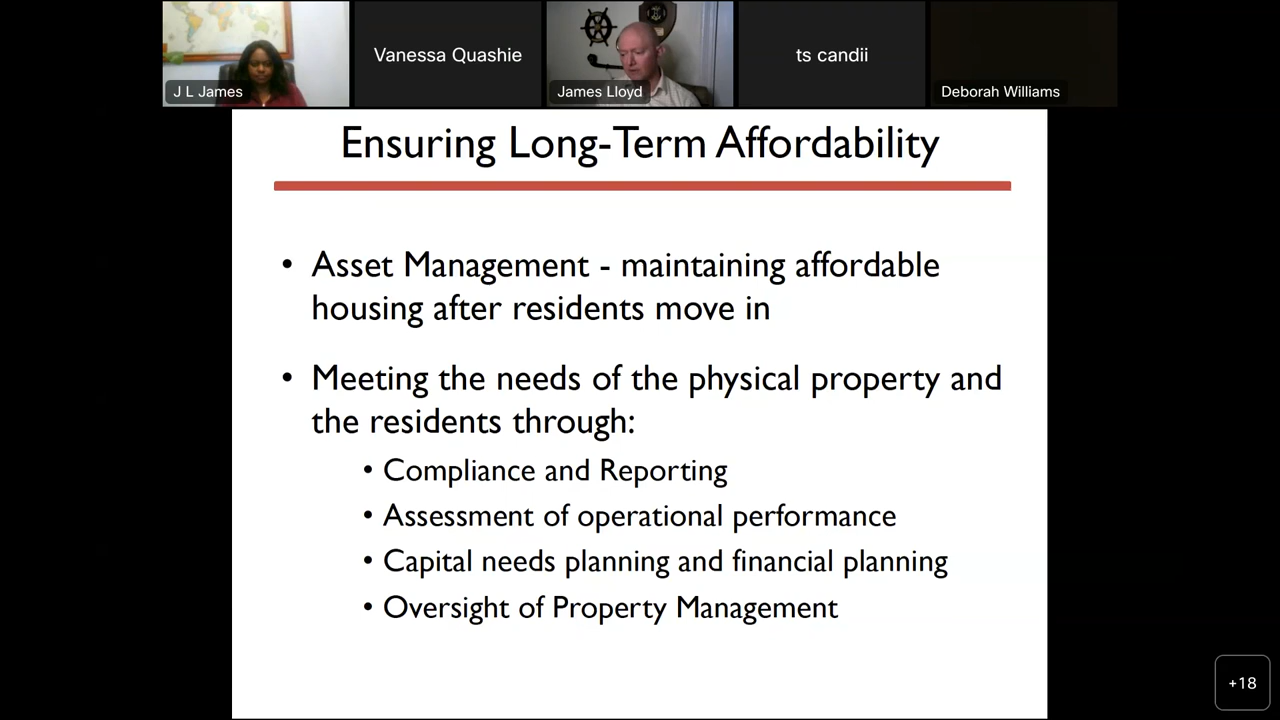 J L James
Vanessa Quashie
James Lloyd
ts candii
Deborah Williams
Ensuring Long-Term Affordability
• Asset Management - maintaining affordable
housing after residents move in
• Meeting the needs of the physical property and
the residents through:
• Compliance and Reporting
• Assessment of operational performance
• Capital needs planning and financial planning
• Oversight of Property Management
+18